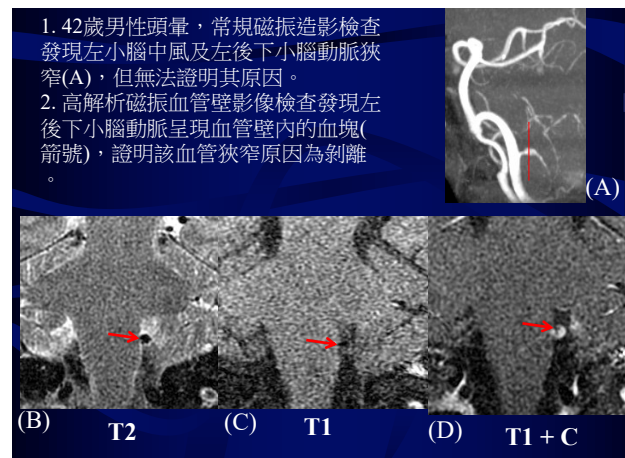 1. 42歲男性頭暈，常規磁振造影檢查
發現左小腦中風及左後下小腦動脈狹
窄(A)，但無法證明其原因。
2. 高解析磁振血管壁影像檢查發現左
後下小腦動脈呈現血管壁內的血塊(
箭號)，證明該血管狹窄原因為剝離
。
(A)
(B) T2 (C) T1 (D) T1 + C